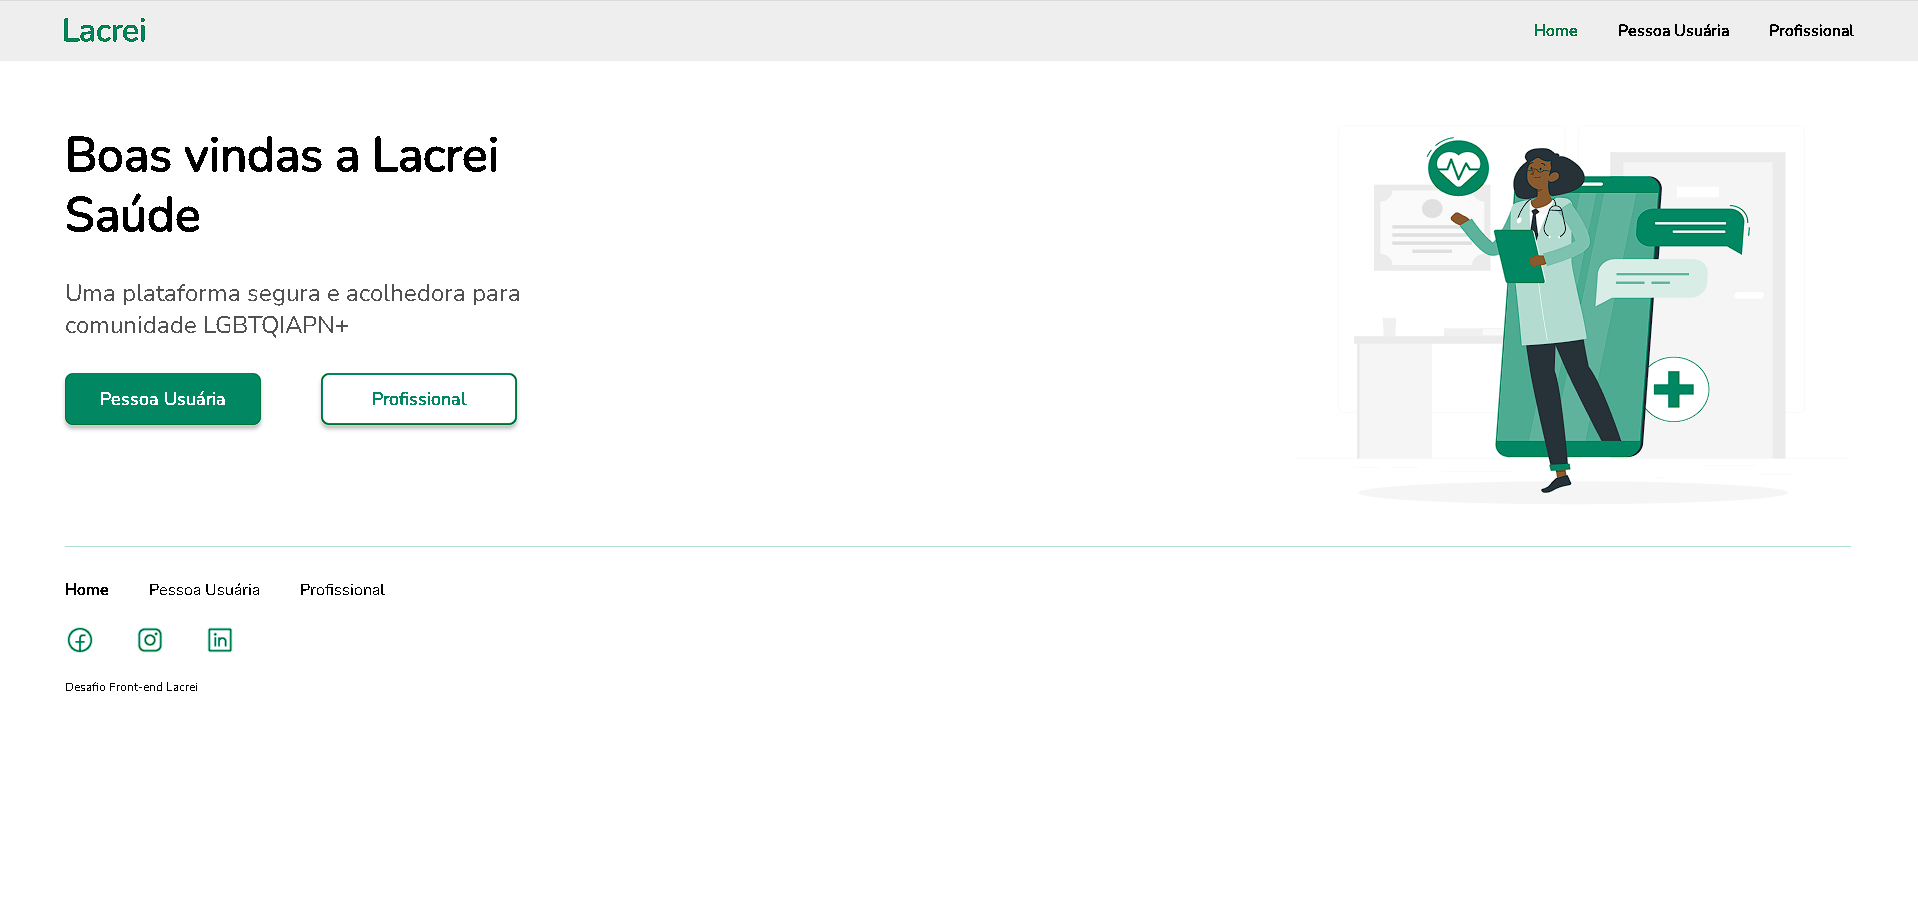 Lacrei
Home Pessoa Usuária Profissional
Boas vindas a Lacrei
Saúde
Uma plataforma segura e acolhedora para
comunidade LGBTQIAPN+
Pessoa Usuária Profissional
Home Pessoa Usuária Profissional
in
Desafio Front-end Lacrei